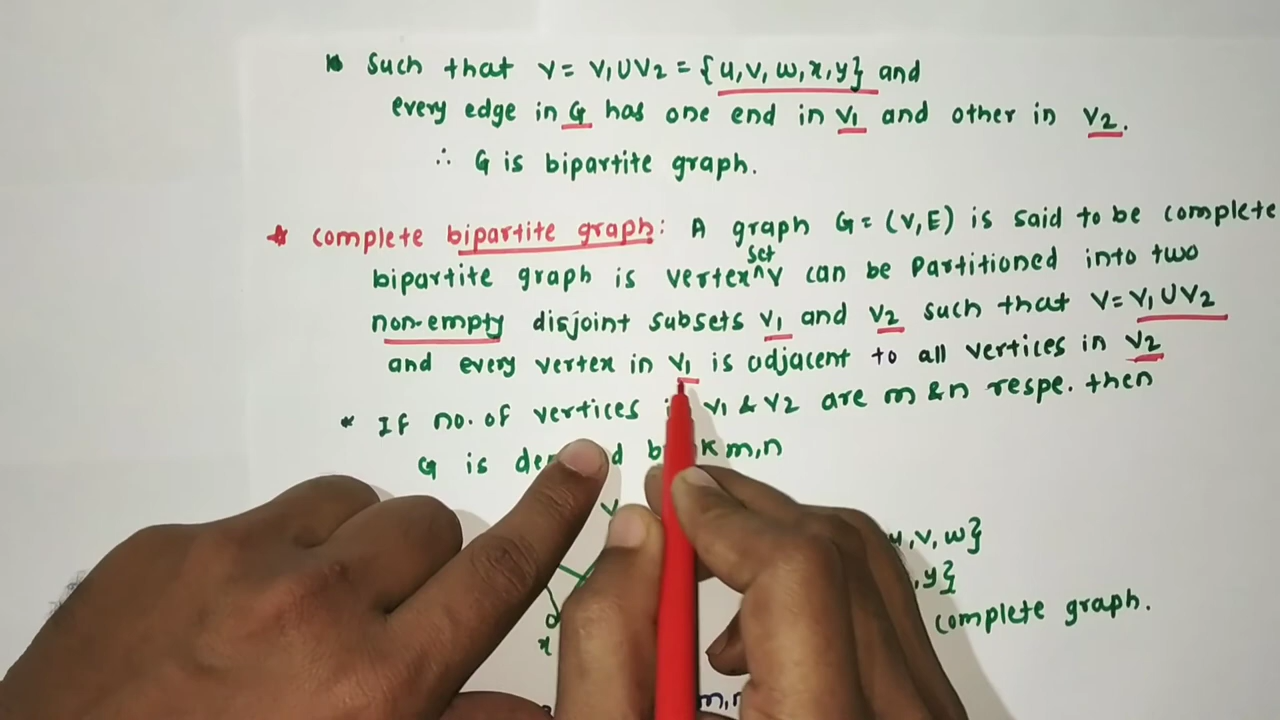 Such that V = V1 U V2 = {u, v, w, x, y} and
every edge in G has one end in V1 and other in V2.
∴ G is bipartite graph.
* complete bipartite graph: A graph G = (V, E) is said to be complete
set
bipartite graph is vertex ^ V can be Partitioned into two
non-empty disjoint subsets V1 and V2 such that V = V1 U V2
and every vertex in V1 is adjacent to all vertices in V2
* If no. of vertices V1 & V2 are m & n respe. then
G is K m,n
v
u, v, w}
, y}
x complete graph.
m,